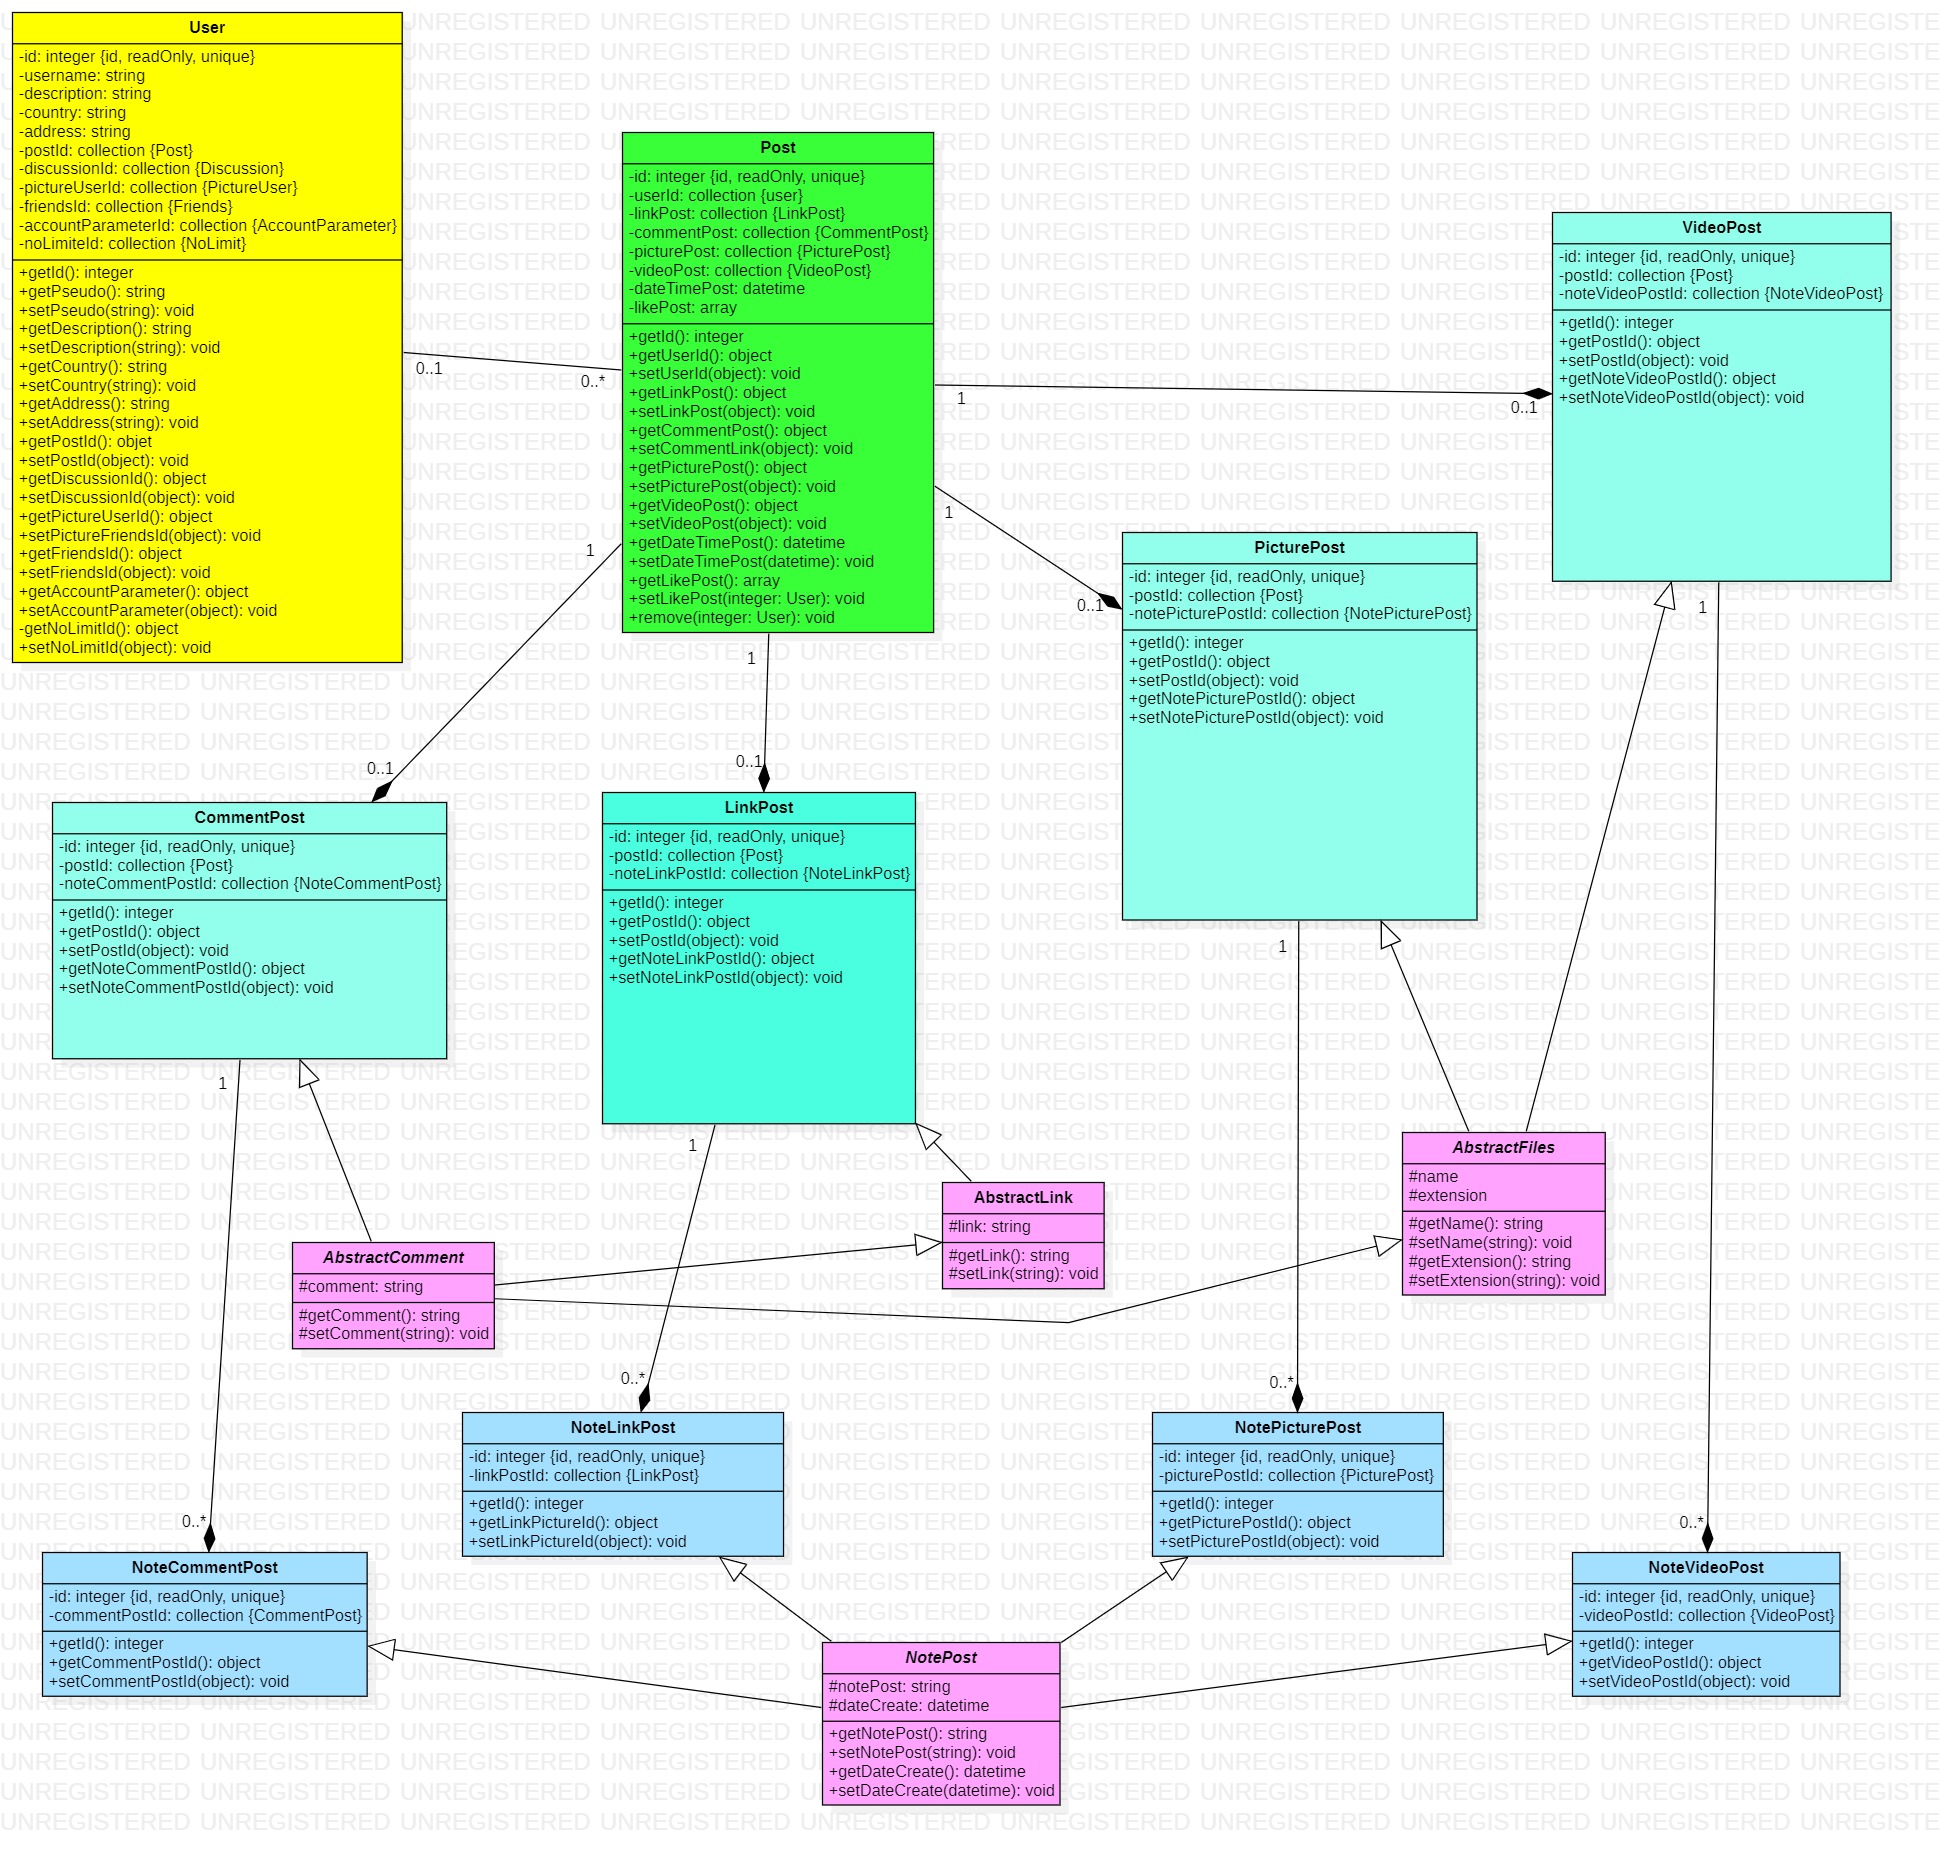 User
-id: integer {id, readOnly, unique}
-username: string
-description: string
-country: string
-address: string
-postId: collection {Post}
-discussionId: collection {Discussion}
-pictureUserId: collection {PictureUser}
-friendsId: collection {Friends}
-accountParameterId: collection {AccountParameter}
-noLimiteId: collection {NoLimit}
+getId(): integer
+getPseudo(): string
+setPseudo(string): void
+getDescription(): string
+setDescription(string): void
+getCountry(): string
+setCountry(string): void
+getAddress(): string
+setAddress(string): void
+getPostId(): objet
+setPostId(object): void
+getDiscussionId(): object
+setDiscussionId(object): void
+getPictureUserId(): object
+setPictureFriendsId(object): void
+getFriendsId(): object
+setFriendsId(object): void
+getAccountParameter(): object
+setAccountParameter(object): void
-getNoLimitId(): object
+setNoLimitId(object): void
0..1
0..*
Post
-id: integer {id, readOnly, unique}
-userId: collection {user}
-linkPost: collection {LinkPost}
-commentPost: collection {CommentPost}
-picturePost: collection {PicturePost}
-videoPost: collection {VideoPost}
-dateTimePost: datetime
-likePost: array
+getId(): integer
+getUserId(): object
+setUserId(object): void
+getLinkPost(): object
+setLinkPost(object): void
+getCommentPost(): object
+setCommentLink(object): void
+getPicturePost(): object
+setPicturePost(object): void
+getVideoPost(): object
+setVideoPost(object): void
+getDateTimePost(): datetime
+setDateTimePost(datetime): void
+getLikePost(): array
+setLikePost(integer: User): void
+remove(integer: User): void
1
0..1
1
0..1
1
0..1
1
0..1
VideoPost
-id: integer {id, readOnly, unique}
-postId: collection {Post}
-noteVideoPostId: collection {NoteVideoPost}
+getId(): integer
+getPostId(): object
+setPostId(object): void
+getNoteVideoPostId(): object
+setNoteVideoPostId(object): void
1
0..*
PicturePost
-id: integer {id, readOnly, unique}
-postId: collection {Post}
-notePicturePostId: collection {NotePicturePost}
+getId(): integer
+getPostId(): object
+setPostId(object): void
+getNotePicturePostId(): object
+setNotePicturePostId(object): void
1
0..*
CommentPost
-id: integer {id, readOnly, unique}
-postId: collection {Post}
-noteCommentPostId: collection {NoteCommentPost}
+getId(): integer
+getPostId(): object
+setPostId(object): void
+getNoteCommentPostId(): object
+setNoteCommentPostId(object): void
1
0..*
LinkPost
-id: integer {id, readOnly, unique}
-postId: collection {Post}
-noteLinkPostId: collection {NoteLinkPost}
+getId(): integer
+getPostId(): object
+setPostId(object): void
+getNoteLinkPostId(): object
+setNoteLinkPostId(object): void
1
0..*
AbstractFiles
#name
#extension
#getName(): string
#setName(string): void
#getExtension(): string
#setExtension(string): void
AbstractLink
#link: string
#getLink(): string
#setLink(string): void
AbstractComment
#comment: string
#getComment(): string
#setComment(string): void
NoteLinkPost
-id: integer {id, readOnly, unique}
-linkPostId: collection {LinkPost}
+getId(): integer
+getLinkPictureId(): object
+setLinkPictureId(object): void
NotePicturePost
-id: integer {id, readOnly, unique}
-picturePostId: collection {PicturePost}
+getId(): integer
+getPicturePostId(): object
+setPicturePostId(object): void
NoteCommentPost
-id: integer {id, readOnly, unique}
-commentPostId: collection {CommentPost}
+getId(): integer
+getCommentPostId(): object
+setCommentPostId(object): void
NoteVideoPost
-id: integer {id, readOnly, unique}
-videoPostId: collection {VideoPost}
+getId(): integer
+getVideoPostId(): object
+setVideoPostId(object): void
NotePost
#notePost: string
#dateCreate: datetime
+getNotePost(): string
+setNotePost(string): void
+getDateCreate(): datetime
+setDateCreate(datetime): void
UNREGISTERED